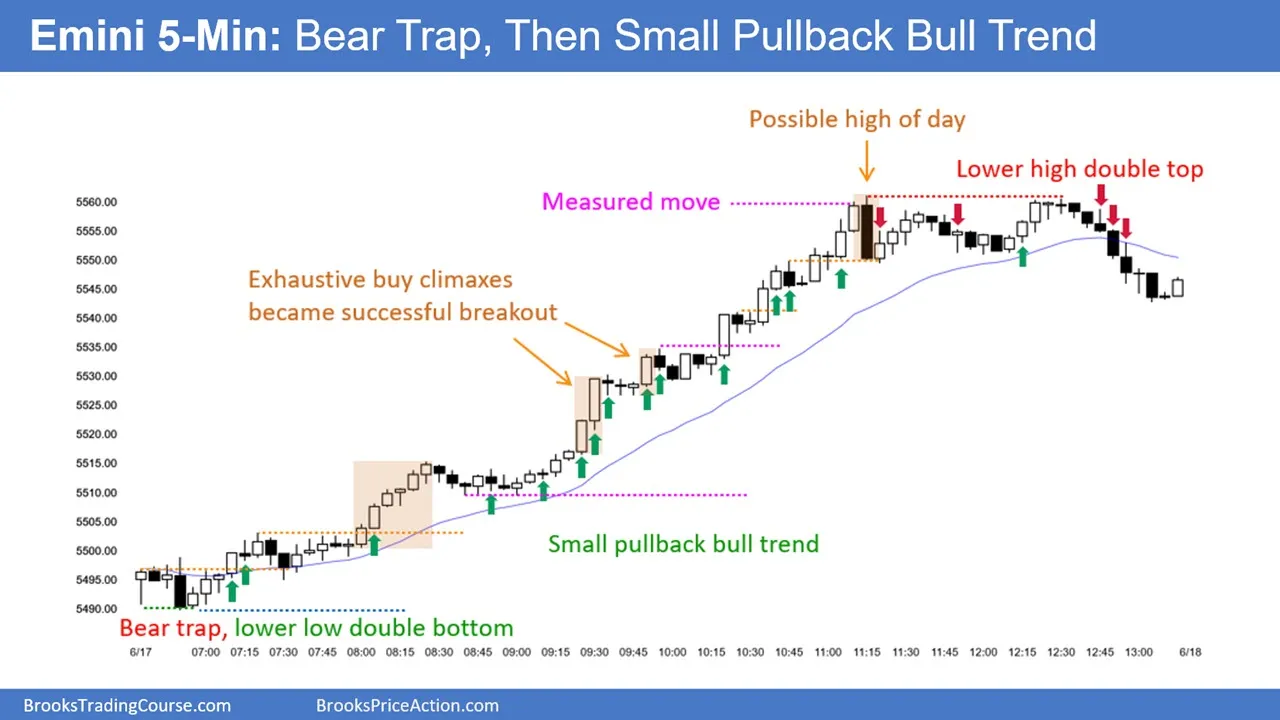 Emini 5-Min: Bear Trap, Then Small Pullback Bull Trend
Possible high of day
Lower high double top
Measured move
Exhaustive buy climaxes
became successful breakout
Small pullback bull trend
Bear trap, lower low double bottom
5560.00
5555.00
5550.00
5545.00
5540.00
5535.00
5530.00
5525.00
5520.00
5515.00
5510.00
5505.00
5500.00
5495.00
5490.00
6/17 07:00 07:15 07:30 07:45 08:00 08:15 08:30 08:45 09:00 09:15 09:30 09:45 10:00 10:15 10:30 10:45 11:00 11:15 11:30 11:45 12:00 12:15 12:30 12:45 13:00 6/18
BrooksTradingCourse.com BrooksPriceAction.com